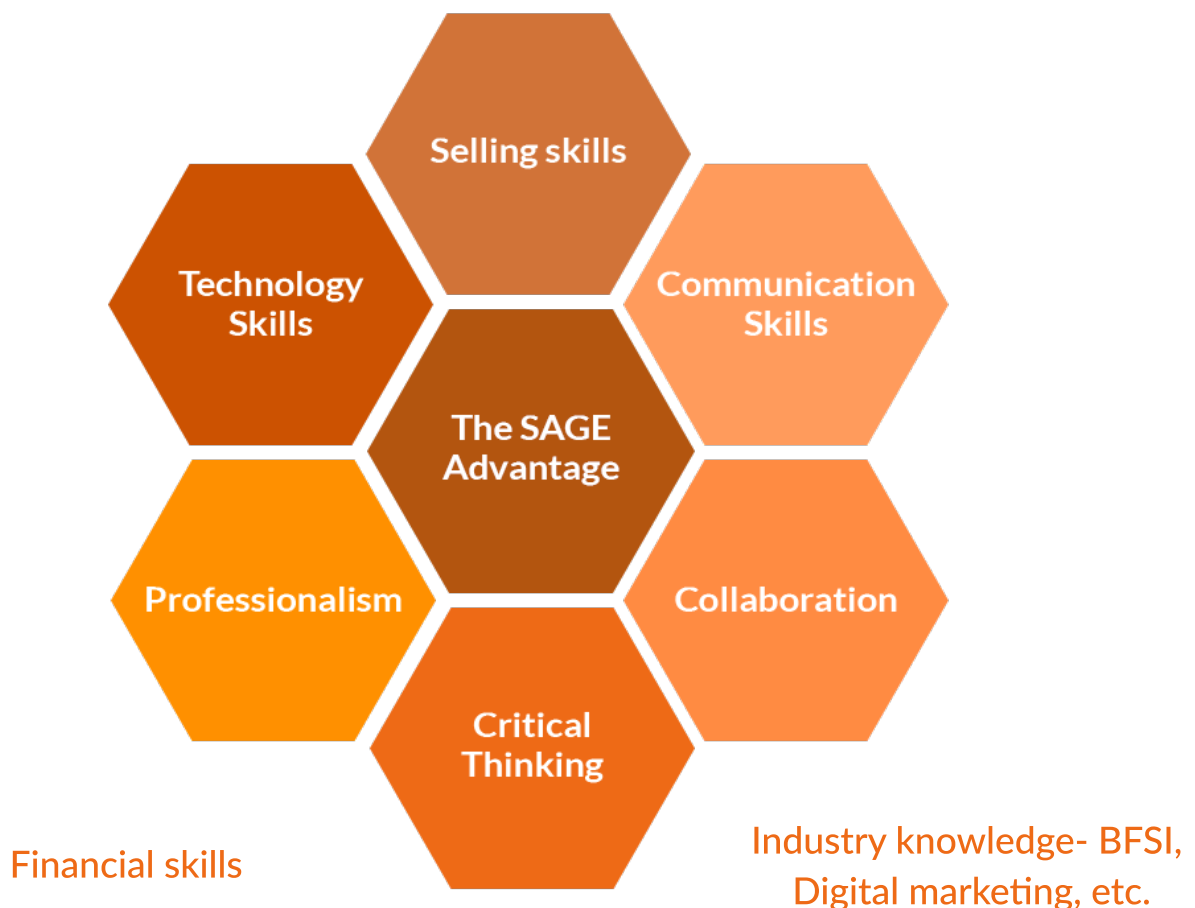 Selling skills
Technology
Skills
Communication
Skills
The SAGE
Advantage
Professionalism
Collaboration
Critical
Thinking
Financial skills
Industry knowledge- BFSI,
Digital marketing, etc.